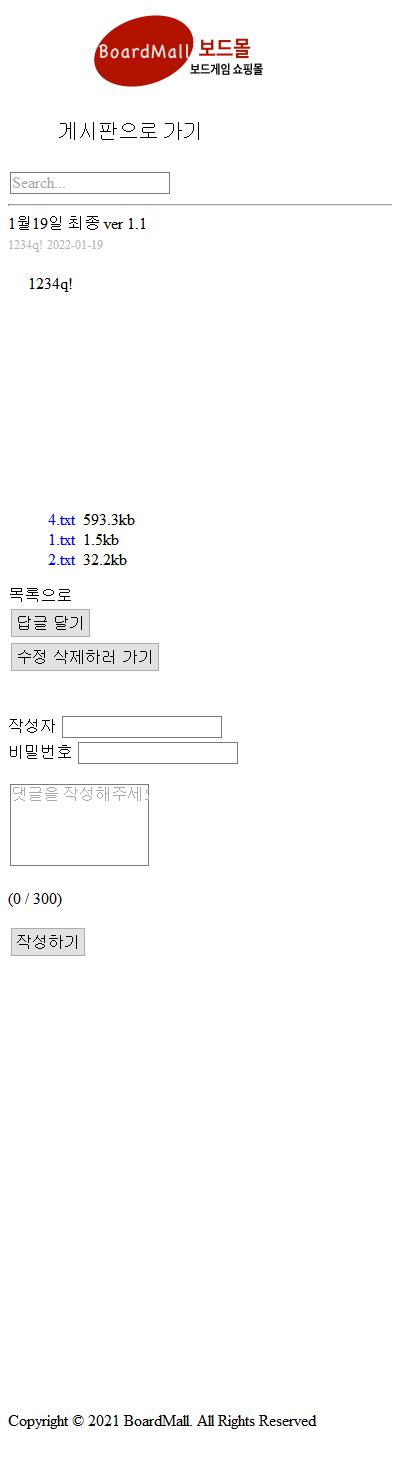 BoardMall 보드몰
보드게임 쇼핑몰
게시판으로 가기
Search...
1월19일 최종 ver 1.1
1234q! 2022-01-19
1234q!
4.txt 593.3kb
1.txt 1.5kb
2.txt 32.2kb
목록으로
답글 달기
수정 삭제하러 가기
작성자
비밀번호
댓글을 작성해주세
(0 / 300)
작성하기
Copyright © 2021 BoardMall. All Rights Reserved